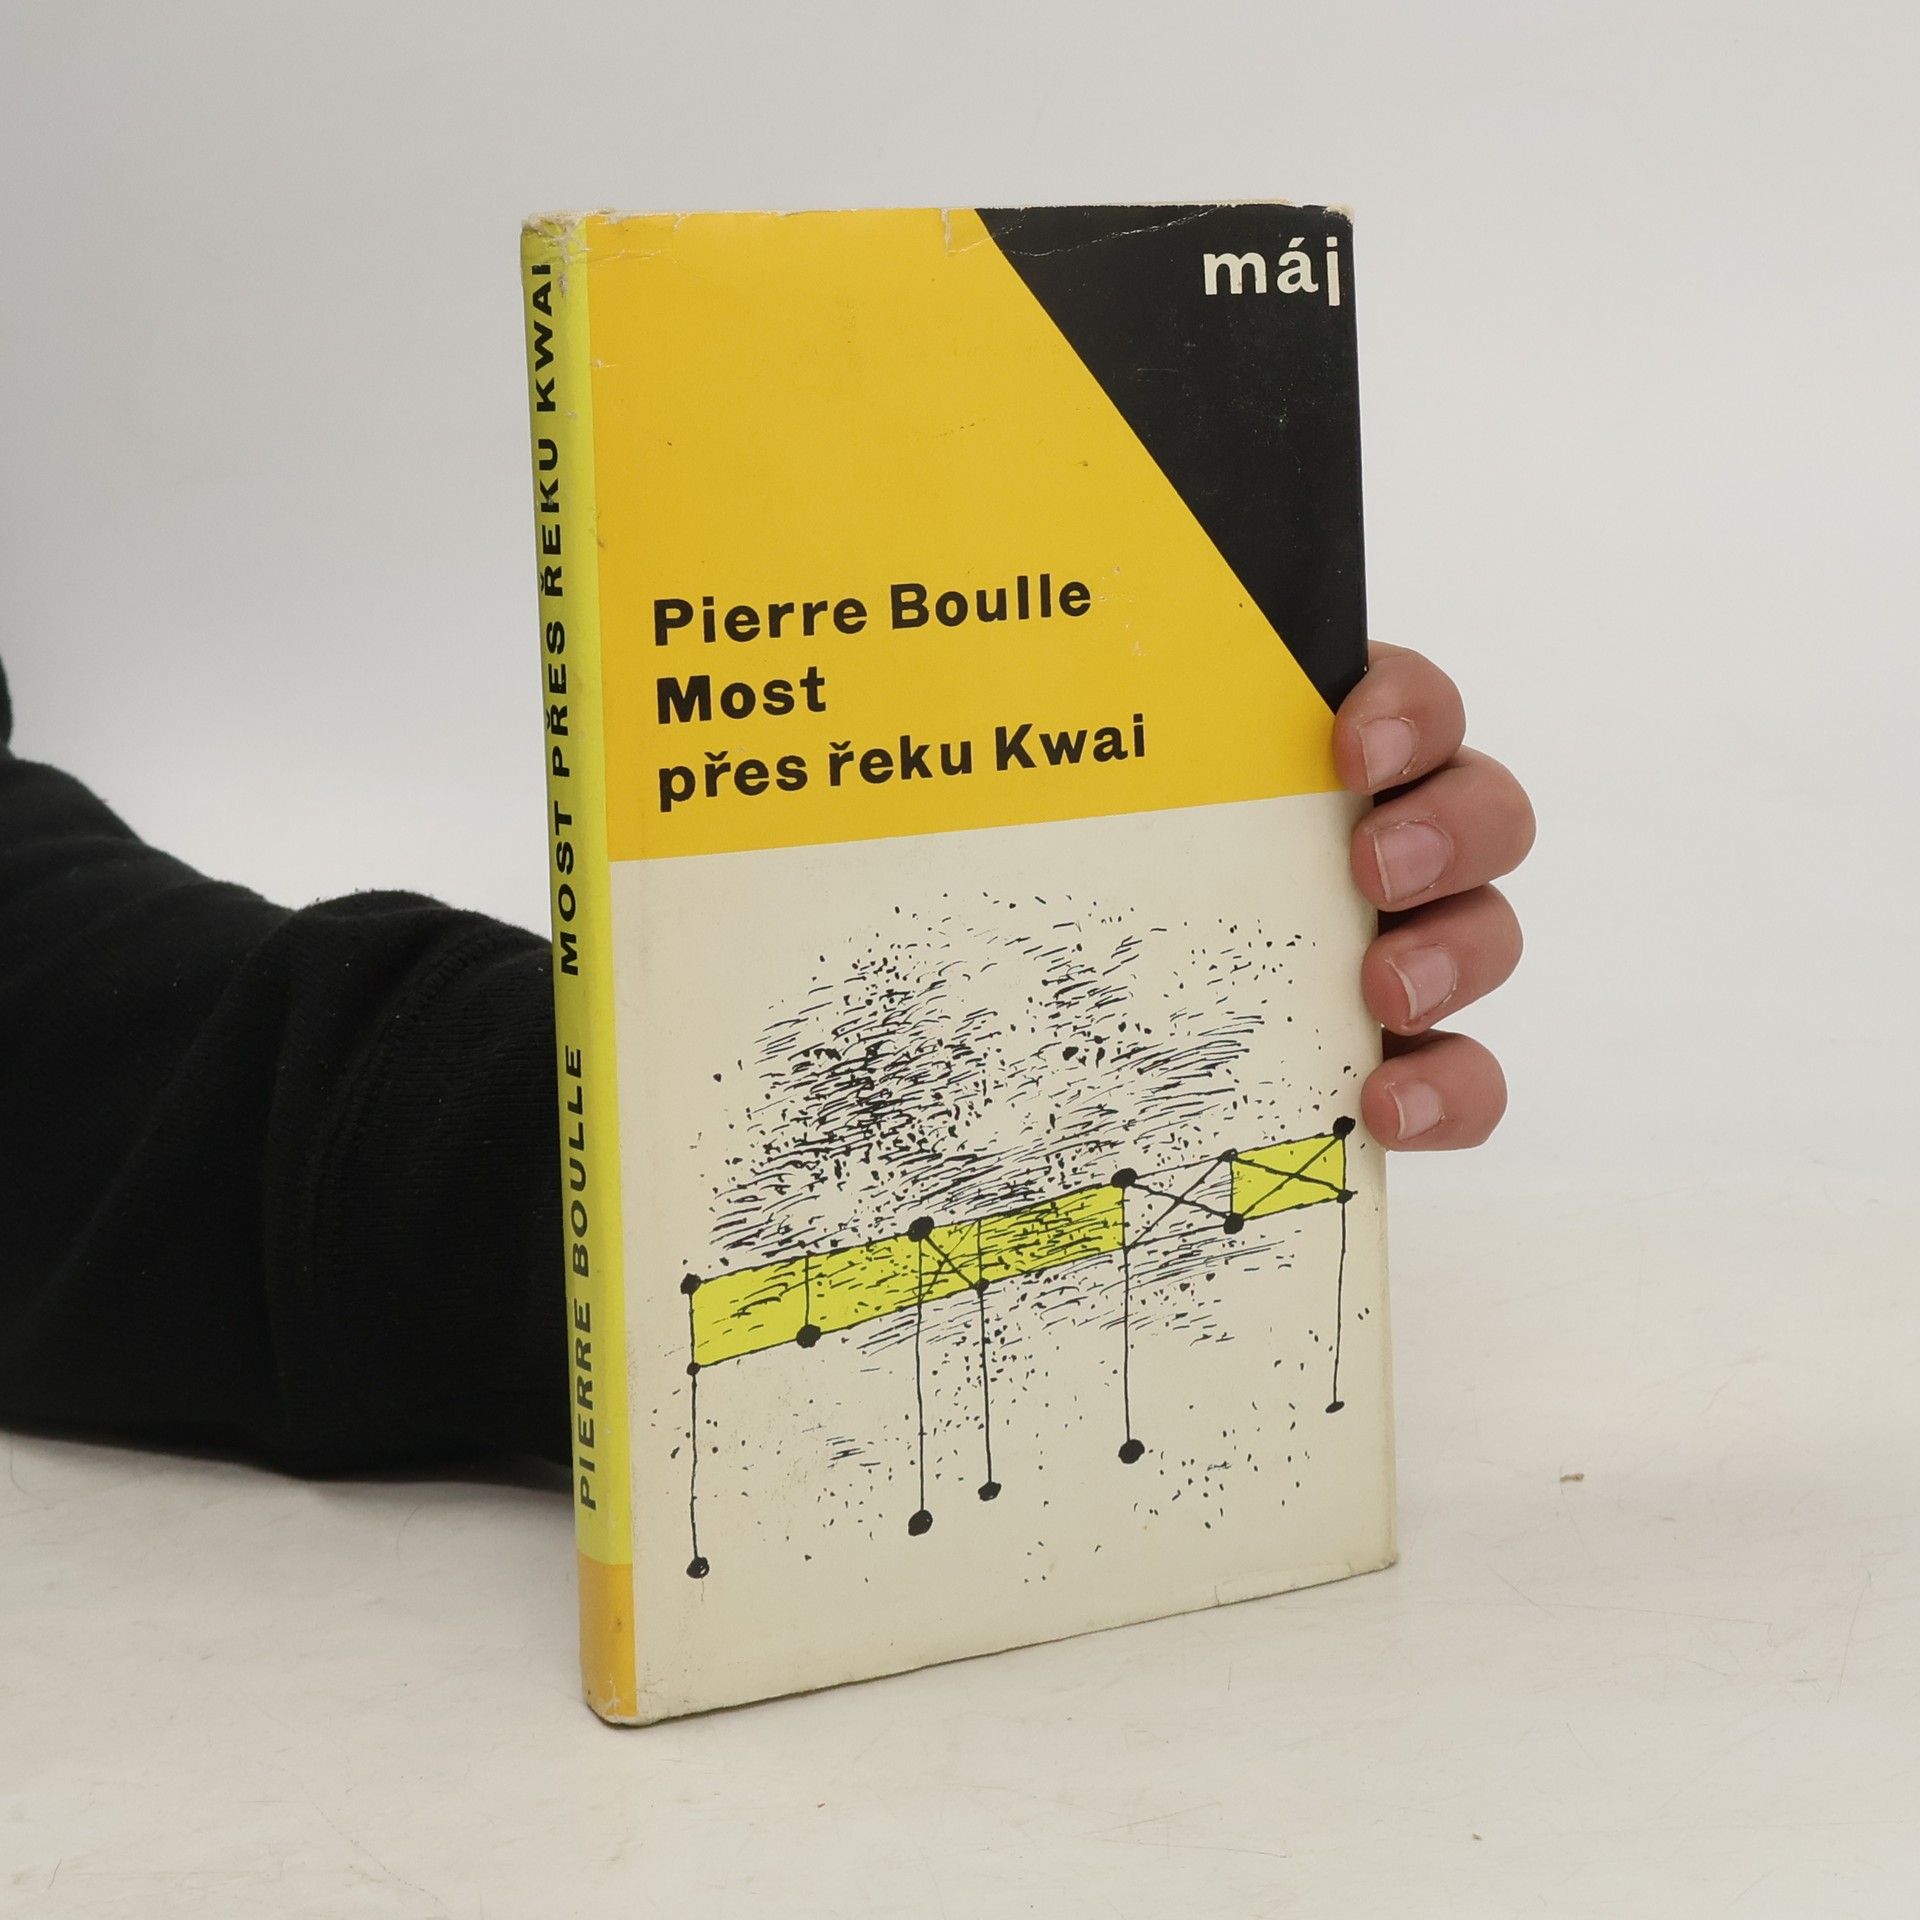 máj
Pierre Boulle
Most
přes řeku Kwai
PIERRE BOULLE MOST PŘES ŘEKU KWAI